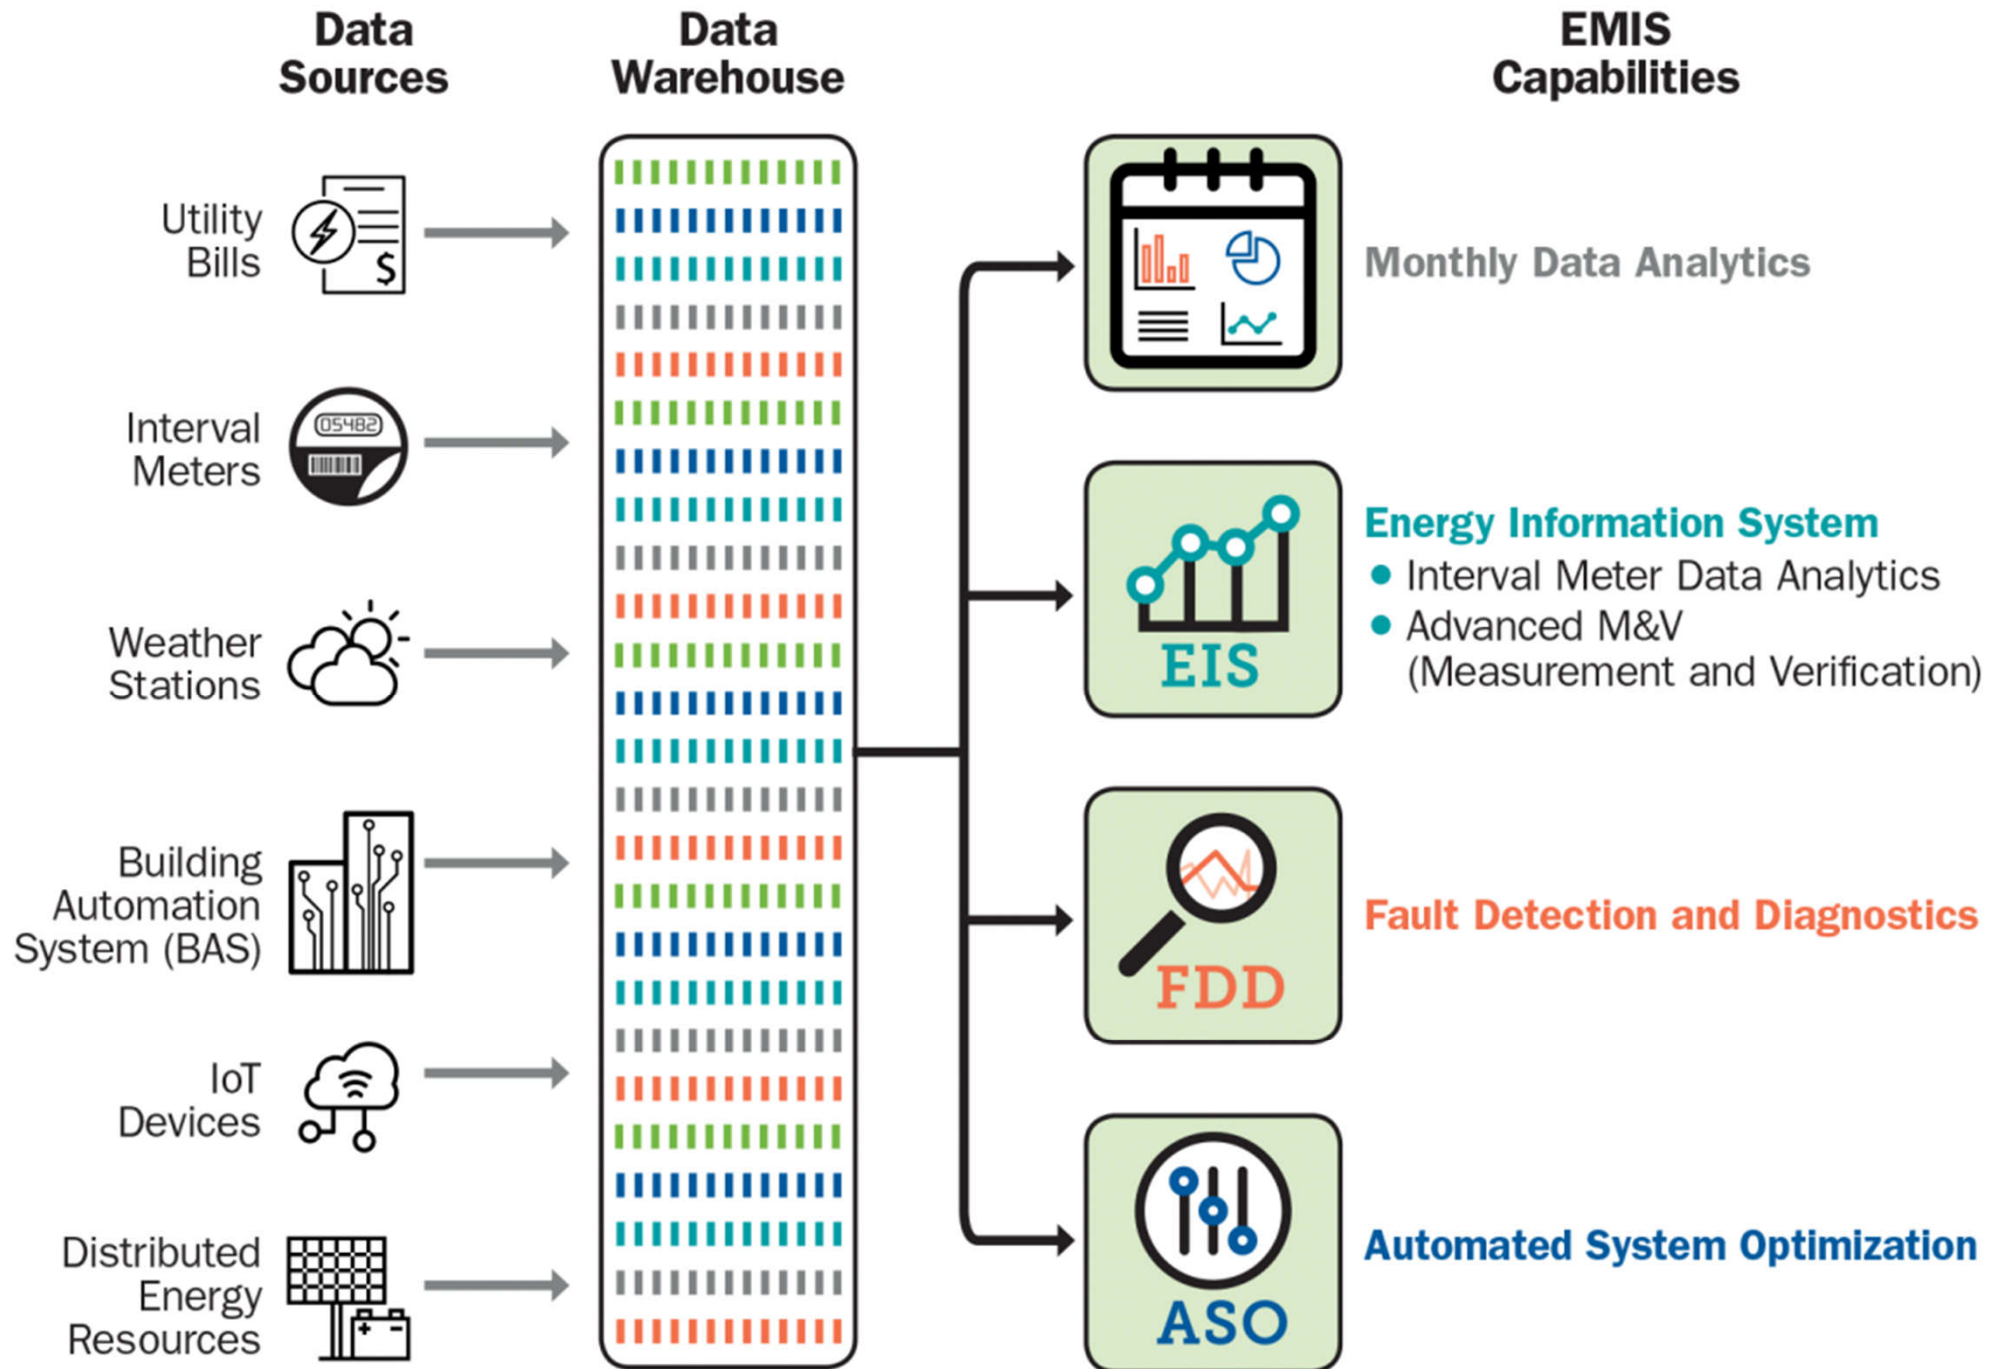 Data
Sources
Data
Warehouse
EMIS
Capabilities
Utility
Bills
$
Monthly Data Analytics
Interval
Meters
05482
EIS
Energy Information System
• Interval Meter Data Analytics
• Advanced M&V
(Measurement and Verification)
Weather
Stations
Building
Automation
System (BAS)
FDD
Fault Detection and Diagnostics
IoT
Devices
Distributed
Energy
Resources
+ -
ASO
Automated System Optimization